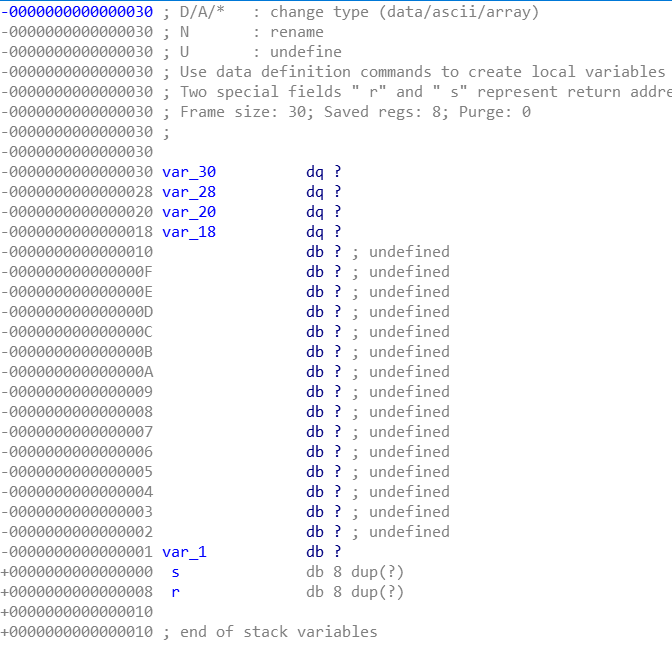 -0000000000000030 ; D/A/*   : change type (data/ascii/array)
-0000000000000030 ; N       : rename
-0000000000000030 ; U       : undefine
-0000000000000030 ; Use data definition commands to create local variables
-0000000000000030 ; Two special fields " r" and " s" represent return addre
-0000000000000030 ; Frame size: 30; Saved regs: 8; Purge: 0
-0000000000000030 ;
-0000000000000030
-0000000000000030 var_30          dq ?
-0000000000000028 var_28          dq ?
-0000000000000020 var_20          dq ?
-0000000000000018 var_18          dq ?
-0000000000000010                 db ? ; undefined
-000000000000000F                 db ? ; undefined
-000000000000000E                 db ? ; undefined
-000000000000000D                 db ? ; undefined
-000000000000000C                 db ? ; undefined
-000000000000000B                 db ? ; undefined
-000000000000000A                 db ? ; undefined
-0000000000000009                 db ? ; undefined
-0000000000000008                 db ? ; undefined
-0000000000000007                 db ? ; undefined
-0000000000000006                 db ? ; undefined
-0000000000000005                 db ? ; undefined
-0000000000000004                 db ? ; undefined
-0000000000000003                 db ? ; undefined
-0000000000000002                 db ? ; undefined
-0000000000000001 var_1           db ?
+0000000000000000  s              db 8 dup(?)
+0000000000000008  r              db 8 dup(?)
+0000000000000010
+0000000000000010 ; end of stack variables